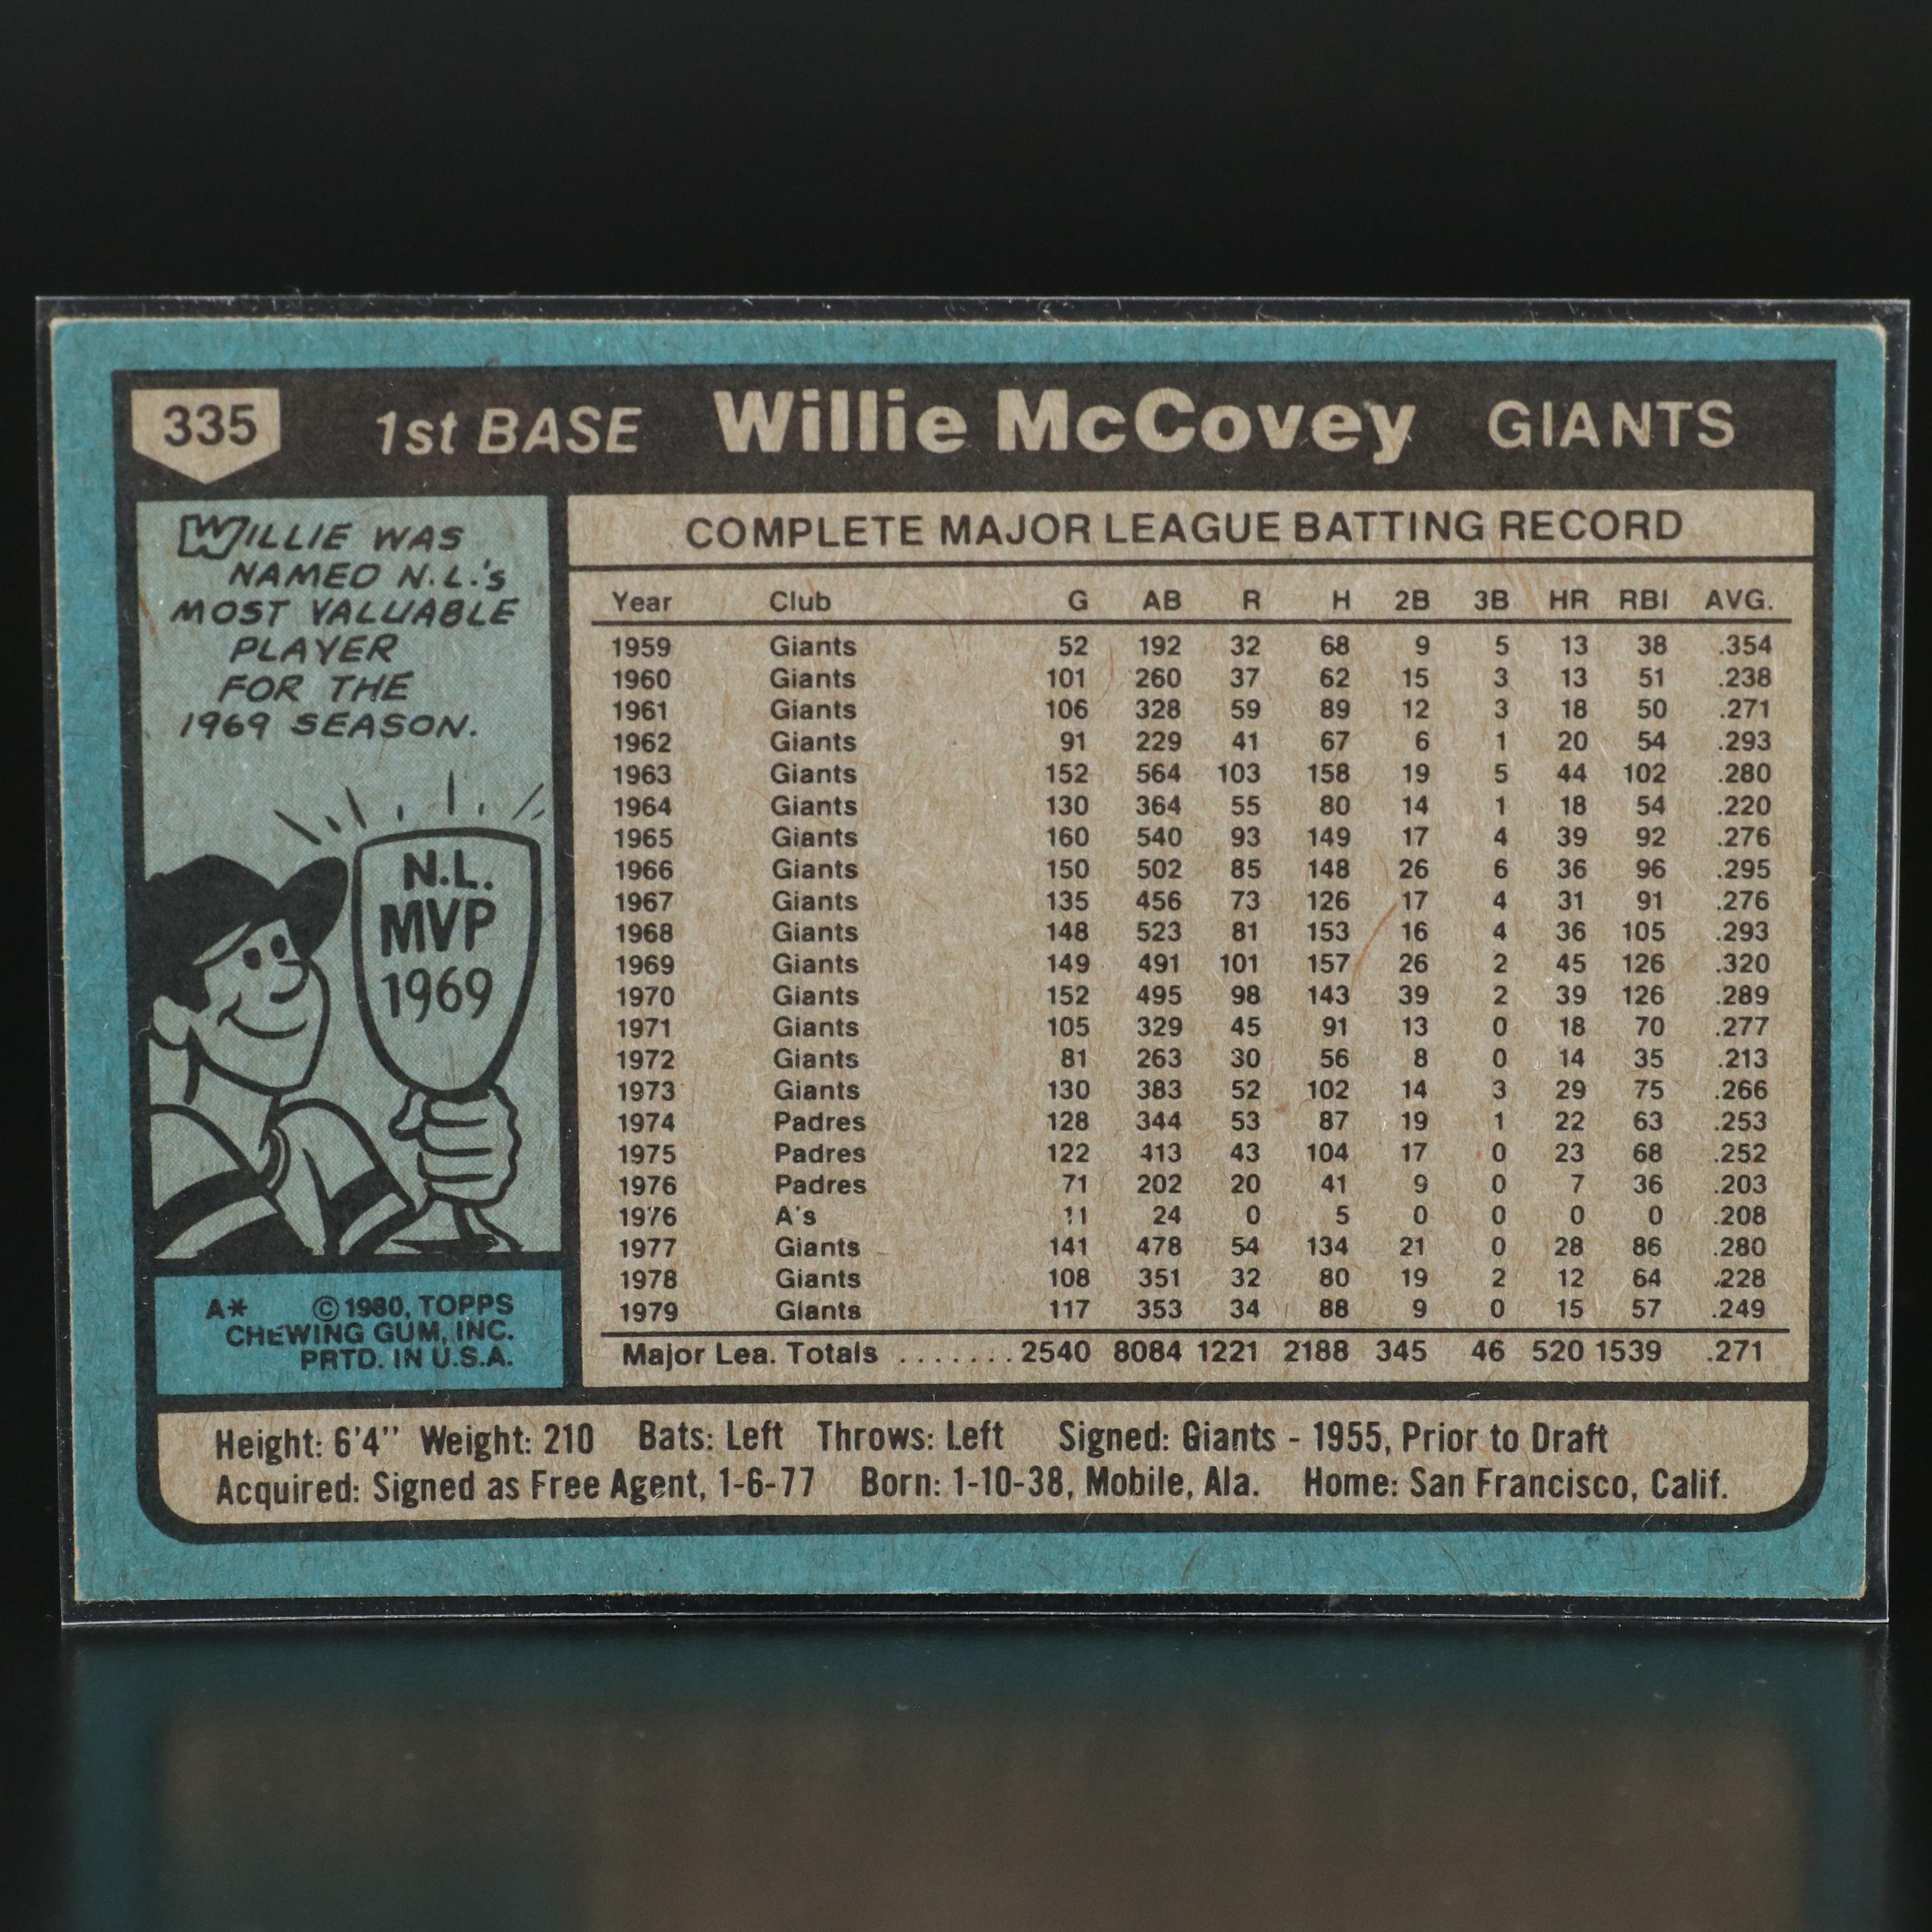 335 1st BASE Willie McCovey GIANTS
WILLIE WAS
NAMED N.L.'s
MOST VALUABLE
PLAYER
FOR THE
1969 SEASON.
N.L.
MVP
1969
A* © 1980, TOPPS
CHEWING GUM, INC.
PRTD. IN U.S.A.
COMPLETE MAJOR LEAGUE BATTING RECORD
Year Club G AB R H 2B 3B HR RBI AVG.
1959 Giants 52 192 32 68 9 5 13 38 .354
1960 Giants 101 260 37 62 15 3 13 51 .238
1961 Giants 106 328 59 89 12 3 18 50 .271
1962 Giants 91 229 41 67 6 1 20 54 .293
1963 Giants 152 564 103 158 19 5 44 102 .280
1964 Giants 130 364 55 80 14 1 18 54 .220
1965 Giants 160 540 93 149 17 4 39 92 .276
1966 Giants 150 502 85 148 26 6 36 96 .295
1967 Giants 135 456 73 126 17 4 31 91 .276
1968 Giants 148 523 81 153 16 4 36 105 .293
1969 Giants 149 491 101 157 26 2 45 126 .320
1970 Giants 152 495 98 143 39 2 39 126 .289
1971 Giants 105 329 45 91 13 0 18 70 .277
1972 Giants 81 263 30 56 8 0 14 35 .213
1973 Giants 130 383 52 102 14 3 29 75 .266
1974 Padres 128 344 53 87 19 1 22 63 .253
1975 Padres 122 413 43 104 17 0 23 68 .252
1976 Padres 71 202 20 41 9 0 7 36 .203
1976 A's 11 24 0 5 0 0 0 0 .208
1977 Giants 141 478 54 134 21 0 28 86 .280
1978 Giants 108 351 32 80 19 2 12 64 .228
1979 Giants 117 353 34 88 9 0 15 57 .249
Major Lea. Totals ....... 2540 8084 1221 2188 345 46 520 1539 .271
Height: 6'4'' Weight: 210 Bats: Left Throws: Left Signed: Giants - 1955, Prior to Draft
Acquired: Signed as Free Agent, 1-6-77 Born: 1-10-38, Mobile, Ala. Home: San Francisco, Calif.